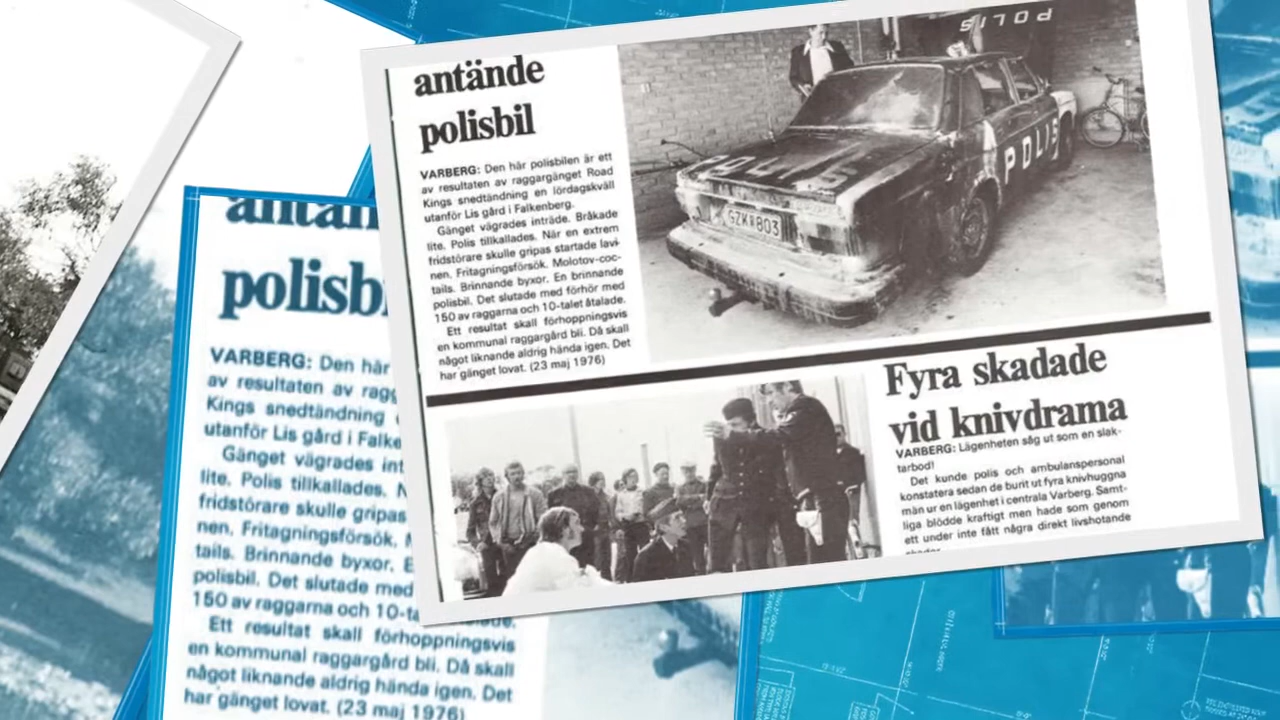 antände
polisbil
VARBERG: Den här polisbilen är ett
av resultaten av raggargänget Road
Kings snedtändning en lördagskväll
utanför Lis gård i Falkenberg.
Gänget vägrades inträde. Bråkade
lite. Polis tillkallades. När en extrem
fridstörare skulle gripas startade lavi-
nen. Fritagningsförsök. Molotov-coc-
tails. Brinnande byxor. En brinnande
polisbil. Det slutade med förhör med
150 av raggarna och 10-talet åtalade.
Ett resultat skall förhoppningsvis
en kommunal raggargård bli. Då skall
något liknande aldrig hända igen. Det
har gänget lovat. (23 maj 1976)
POLIS
POLIS
GZK 803
POLIS
Fyra skadade
vid knivdrama
VARBERG: Lägenheten såg ut som en slak-
tarbod!
Det kunde polis och ambulanspersonal
konstatera sedan de burit ut fyra knivhuggna
män ur en lägenhet i centrala Varberg. Samt-
liga blödde kraftigt men hade som genom
ett under inte fått några direkt livshotande
polisb
VARBERG: Den här
av resultaten av ragg
Kings snedtändning
utanför Lis gård i Falke
Gänget vägrades int
lite. Polis tillkallades. N
fridstörare skulle gripas
nen. Fritagningsförsök.
tails. Brinnande byxor. E
polisbil. Det slutade med
150 av raggarna och 10-ta
Ett resultat skall förhoppningsvis
en kommunal raggargård bli. Då skall
något liknande aldrig hända igen. Det
har gänget lovat. (23 maj 1976)